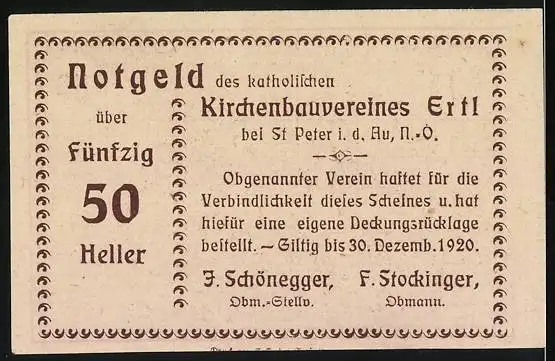 Notgeld des katholischen
über
Fünfzig
50
Heller
Kirchenbauvereines Ertl
bei St Peter i. d. Au, N.-Ö.
Obgenannter Verein haftet für die
Verbindlichkeit dieses Scheines u. hat
hiefür eine eigene Deckungsrücklage
bestellt. — Giltig bis 30. Dezemb. 1920.
J. Schönegger, F. Stockinger,
Obm.-Stellv. Obmann.